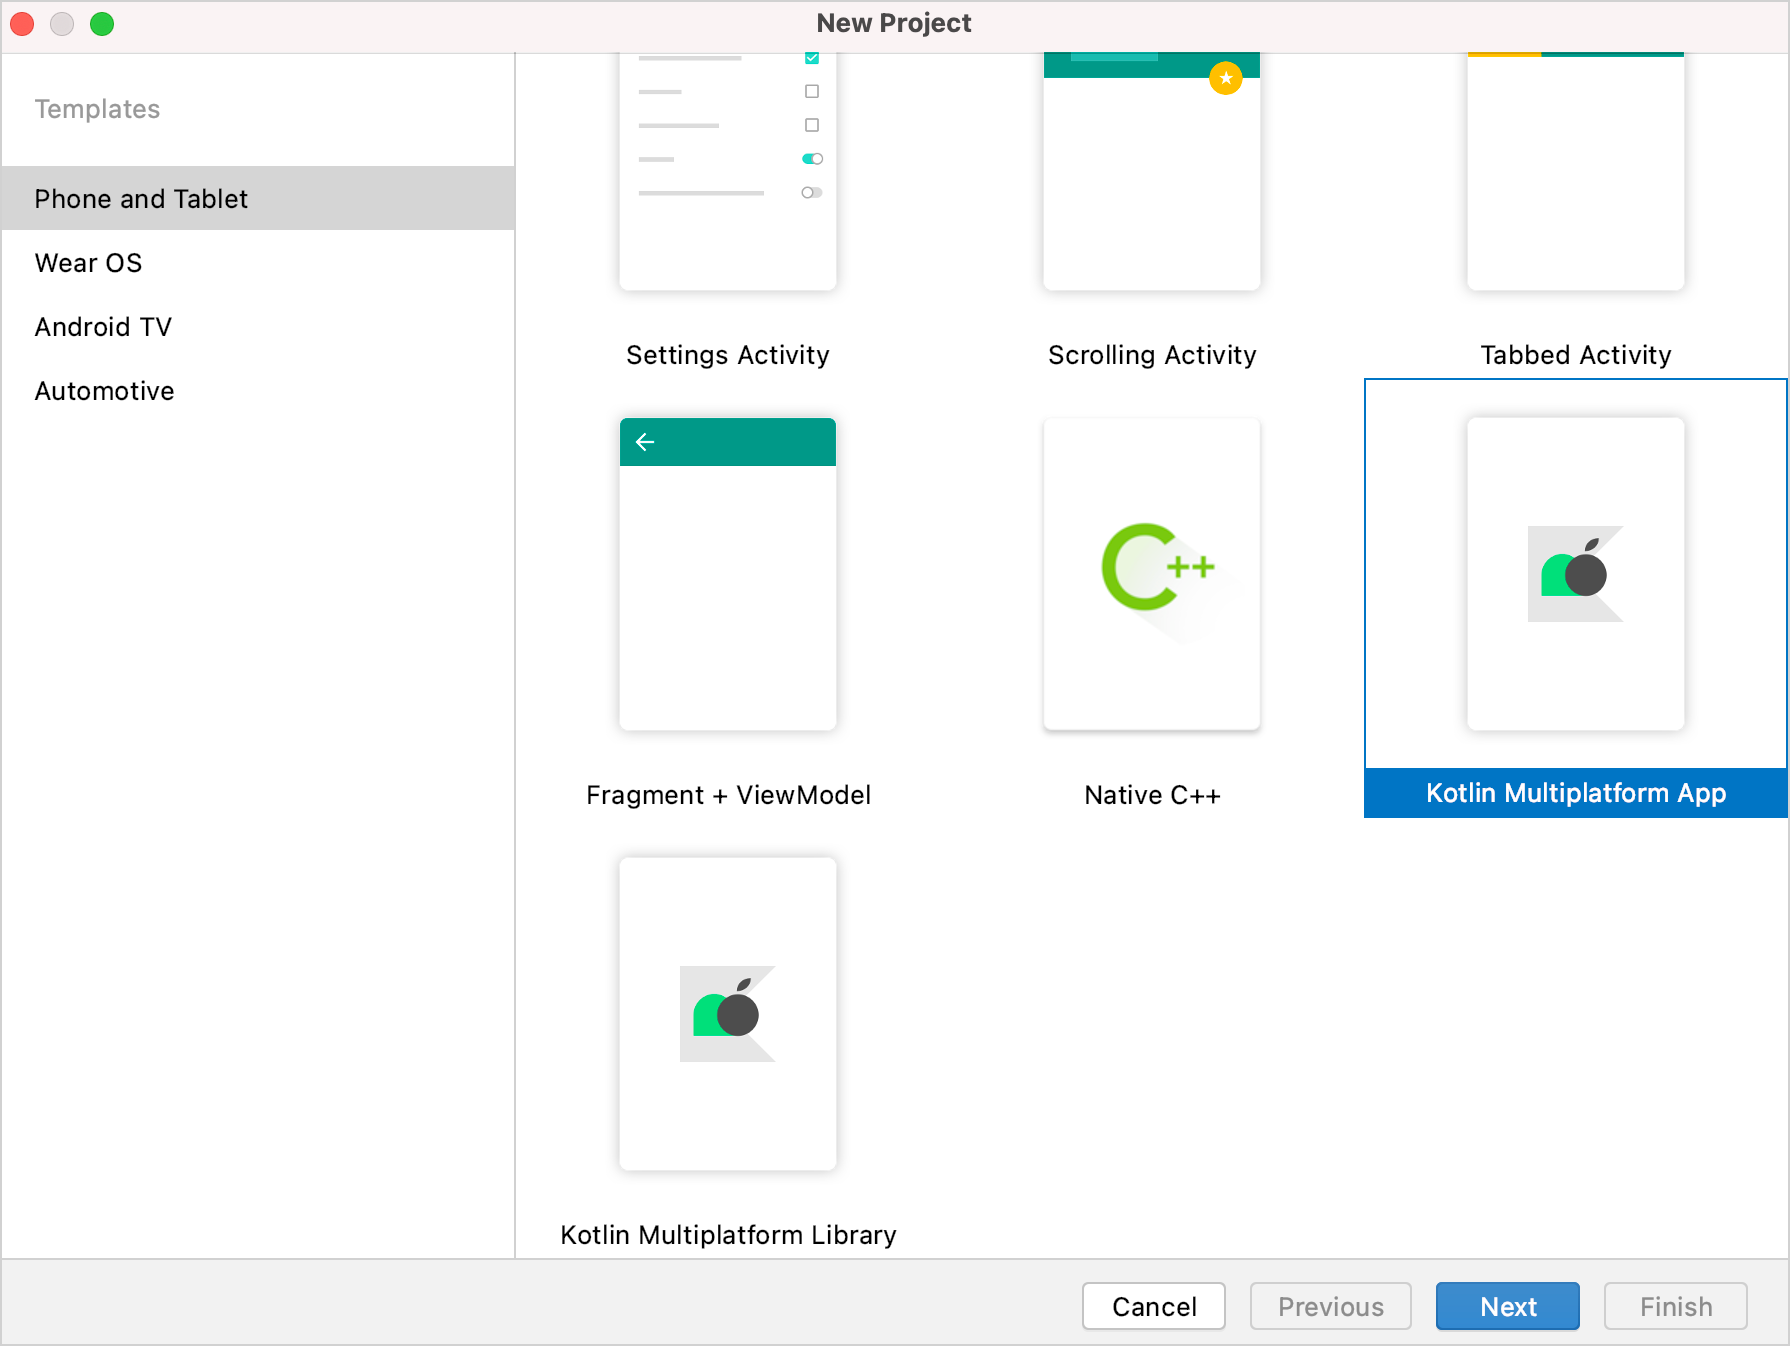 New Project
Templates
Phone and Tablet
Wear OS
Android TV
Automotive
Settings Activity
Scrolling Activity
Tabbed Activity
Fragment + ViewModel
C++
Native C++
Kotlin Multiplatform App
Kotlin Multiplatform Library
Cancel
Previous
Next
Finish